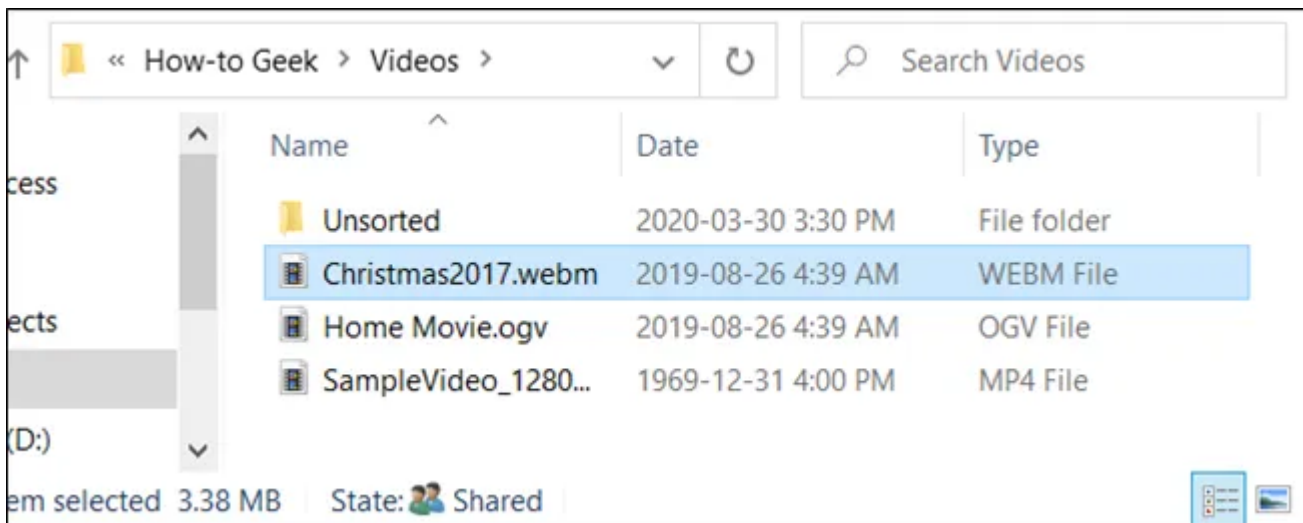 « How-to Geek > Videos >
Search Videos
Name Date Type
cess
Unsorted 2020-03-30 3:30 PM File folder
Christmas2017.webm 2019-08-26 4:39 AM WEBM File
ects
Home Movie.ogv 2019-08-26 4:39 AM OGV File
SampleVideo_1280... 1969-12-31 4:00 PM MP4 File
(D:)
em selected 3.38 MB State: Shared